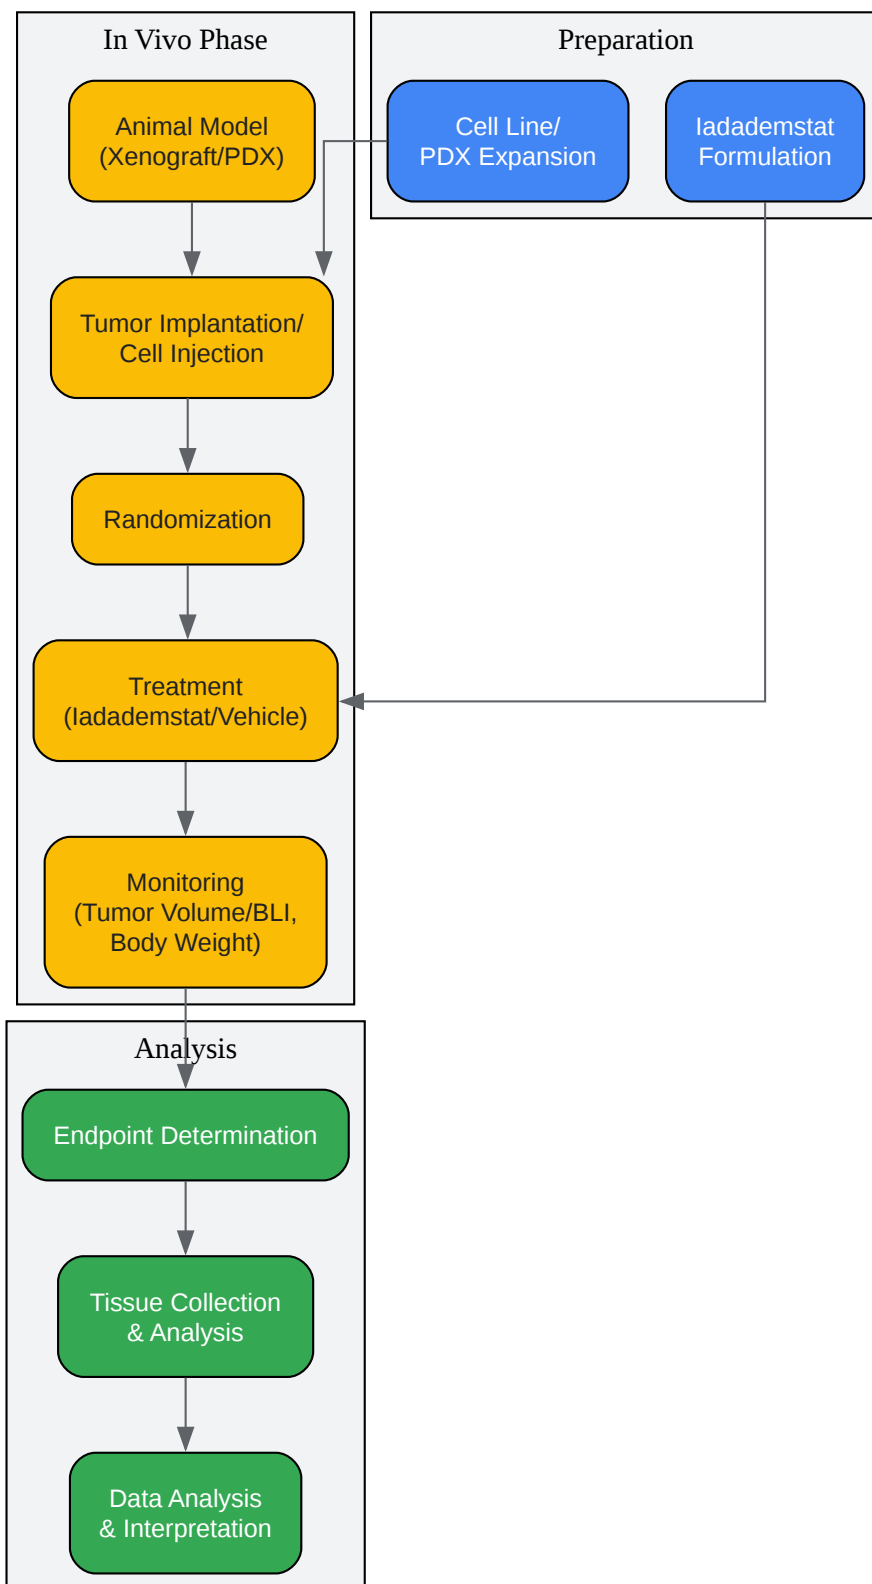 In Vivo Phase
Animal Model
(Xenograft/PDX)
Tumor Implantation/
Cell Injection
Randomization
Treatment
(Iadademstat/Vehicle)
Monitoring
(Tumor Volume/BLI,
Body Weight)
Preparation
Cell Line/
PDX Expansion
Iadademstat
Formulation
Analysis
Endpoint Determination
Tissue Collection
& Analysis
Data Analysis
& Interpretation